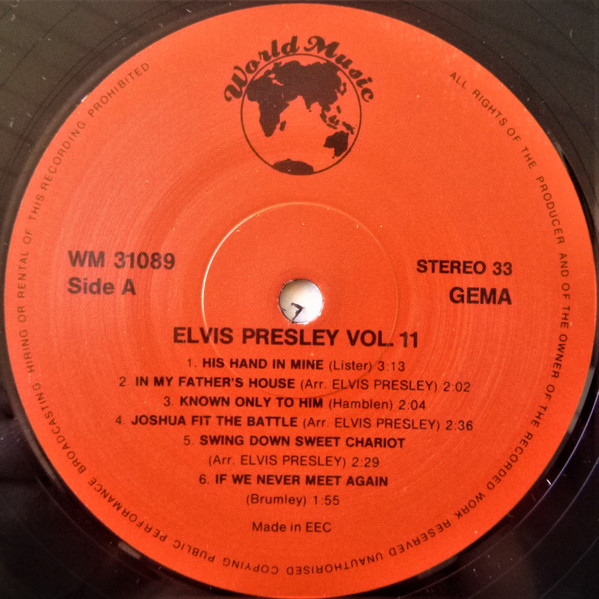 World Music
ALL RIGHTS OF THE PRODUCER AND OF THE OWNER OF THE RECORDED WORK RESERVED UNAUTHORISED COPYING PUBLIC PERFORMANCE BROADCASTING HIRING OR RENTAL OF THIS RECORDING PROHIBITED
WM 31089
Side A
STEREO 33
GEMA
ELVIS PRESLEY VOL. 11
1. HIS HAND IN MINE (Lister) 3:13
2. IN MY FATHER'S HOUSE (Arr. ELVIS PRESLEY) 2:02
3. KNOWN ONLY TO HIM (Hamblen) 2:04
4. JOSHUA FIT THE BATTLE (Arr. ELVIS PRESLEY) 2:36
5. SWING DOWN SWEET CHARIOT
(Arr. ELVIS PRESLEY) 2:29
6. IF WE NEVER MEET AGAIN
(Brumley) 1:55
Made in EEC